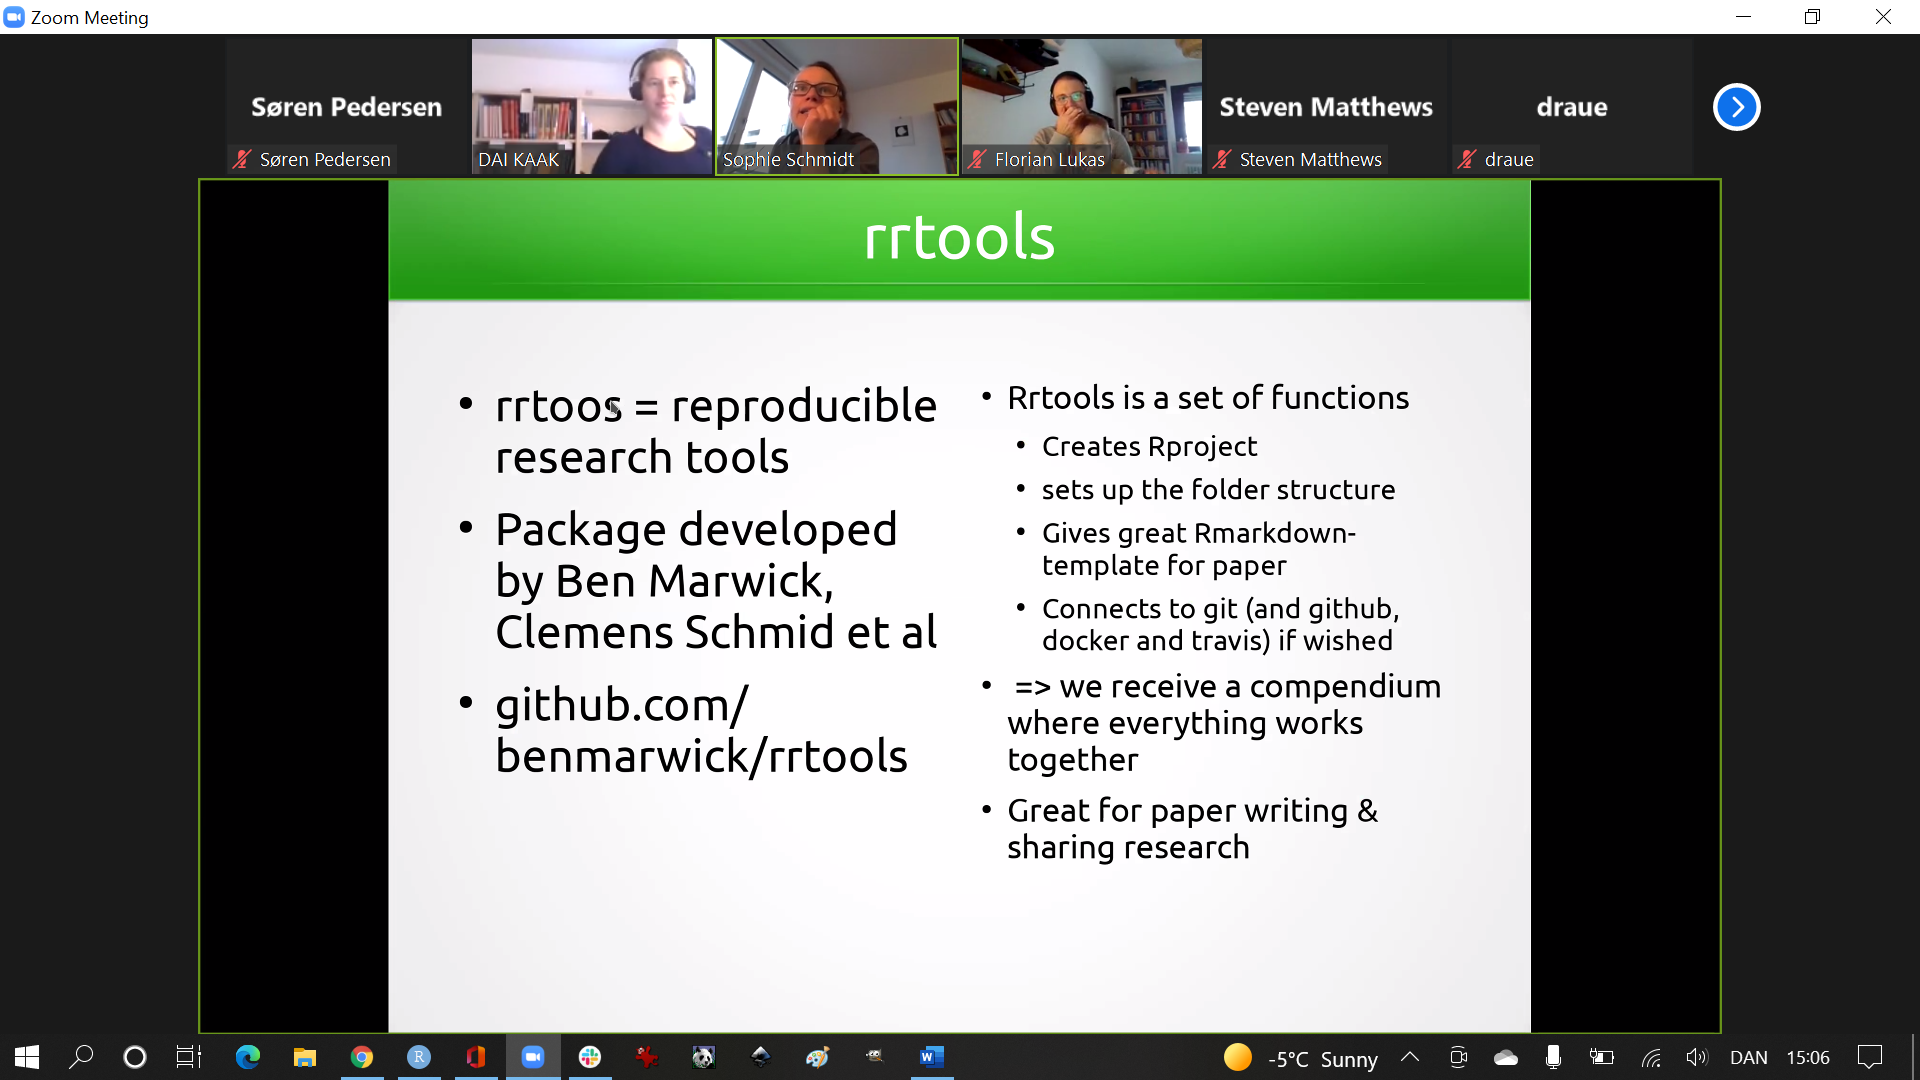 Zoom Meeting
Søren Pedersen
Steven Matthews
draue
Søren Pedersen
DAI KAAK
Sophie Schmidt
Florian Lukas
Steven Matthews
draue
rrtools
• rrtoos = reproducible
research tools
• Package developed
by Ben Marwick,
Clemens Schmid et al
• github.com/
benmarwick/rrtools
• Rrtools is a set of functions
• Creates Rproject
• sets up the folder structure
• Gives great Rmarkdown-
template for paper
• Connects to git (and github,
docker and travis) if wished
• => we receive a compendium
where everything works
together
• Great for paper writing &
sharing research
-5°C Sunny
DAN
15:06